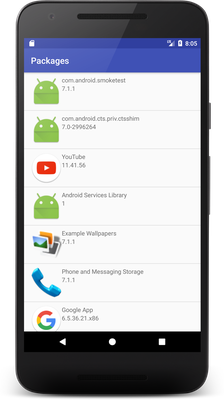 8:05
Packages
com.android.smoketest
7.1.1
com.android.cts.priv.ctsshim
7.0-2996264
YouTube
11.41.56
Android Services Library
1
Example Wallpapers
7.1.1
Phone and Messaging Storage
7.1.1
Google App
6.5.36.21.x86